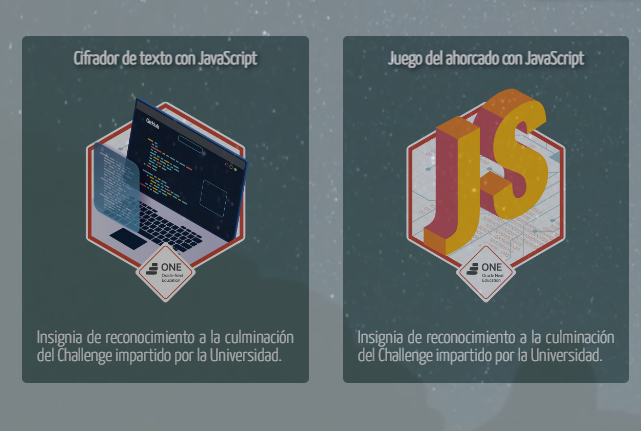 Cifrador de texto con JavaScript
GitHub
ONE
Oracle Next
Education
Insignia de reconocimiento a la culminación
del Challenge impartido por la Universidad.
Juego del ahorcado con JavaScript
JS
ONE
Oracle Next
Education
Insignia de reconocimiento a la culminación
del Challenge impartido por la Universidad.